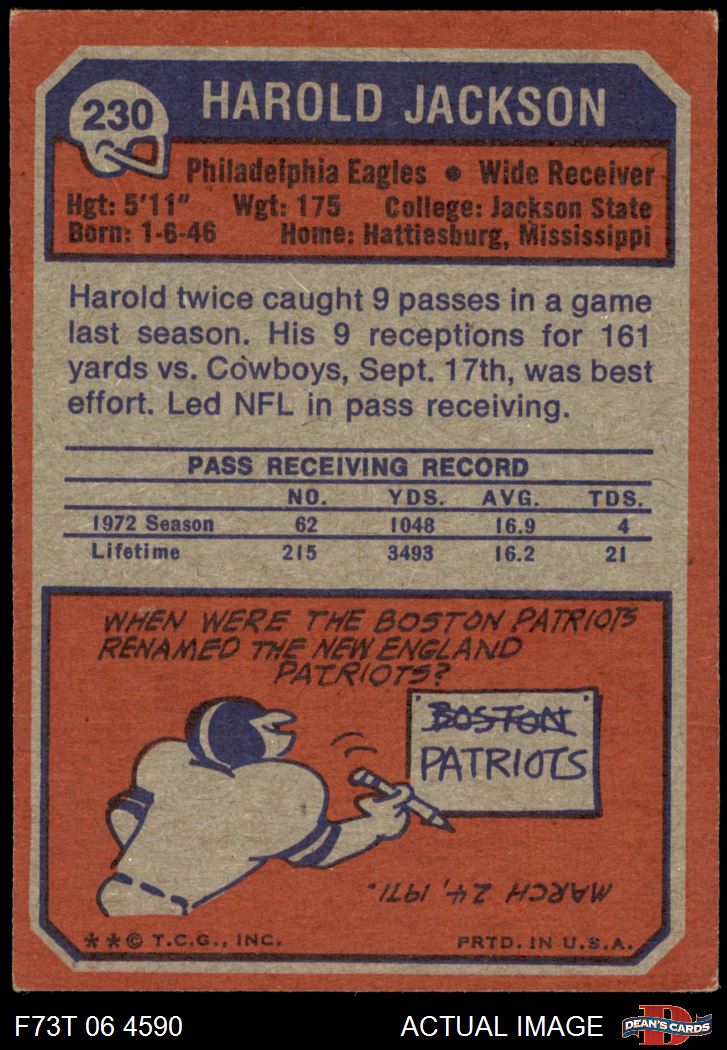 230
HAROLD JACKSON
Philadelphia Eagles • Wide Receiver
Hgt: 5'11" Wgt: 175 College: Jackson State
Born: 1-6-46 Home: Hattiesburg, Mississippi
Harold twice caught 9 passes in a game
last season. His 9 receptions for 161
yards vs. Cowboys, Sept. 17th, was best
effort. Led NFL in pass receiving.
PASS RECEIVING RECORD
NO. YDS. AVG. TDS.
1972 Season 62 1048 16.9 4
Lifetime 215 3493 16.2 21
WHEN WERE THE BOSTON PATRIOTS
RENAMED THE NEW ENGLAND
PATRIOTS?
BOSTON
PATRIOTS
MARCH 24, 1971.
**© T.C.G., INC. PRTD. IN U.S.A.
F73T 06 4590 ACTUAL IMAGE
D
DEAN'S CARDS